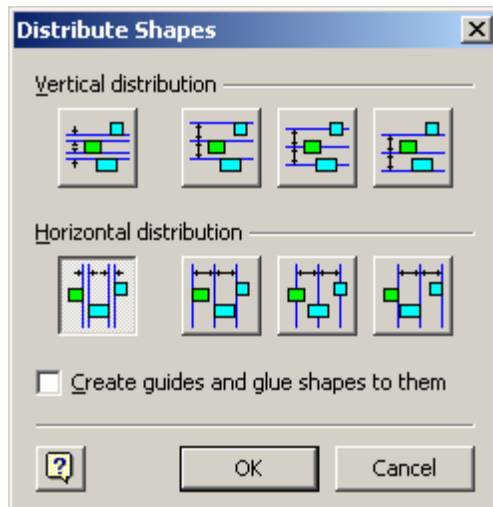 Distribute Shapes
Vertical distribution
Horizontal distribution
Create guides and glue shapes to them
OK
Cancel